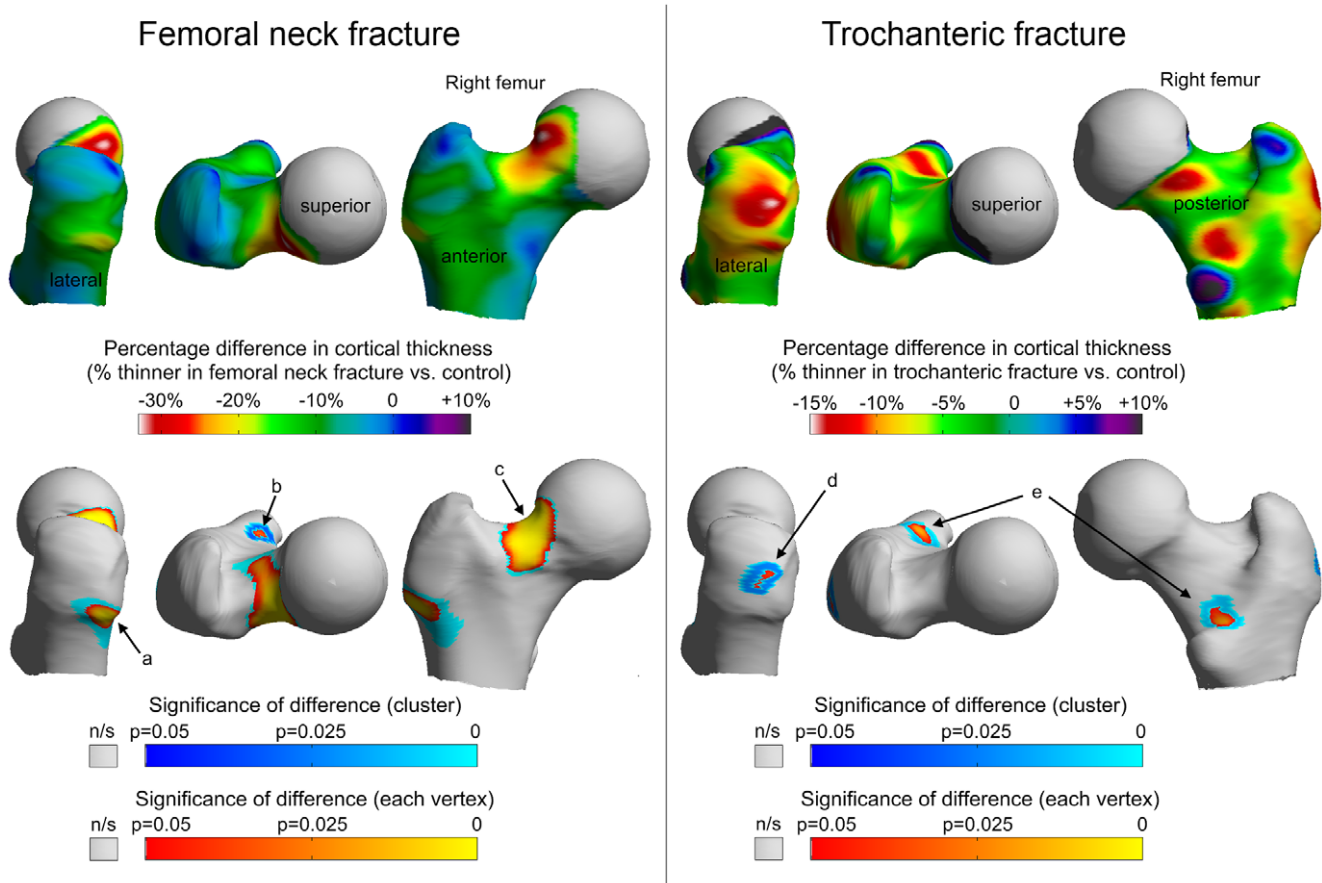 Femoral neck fracture
Right femur
superior
anterior
lateral
Percentage difference in cortical thickness
(% thinner in femoral neck fracture vs. control)
-30% -20% -10% 0 +10%
c
b
a
Significance of difference (cluster)
n/s p=0.05 p=0.025 0
Significance of difference (each vertex)
n/s p=0.05 p=0.025 0
Trochanteric fracture
Right femur
superior
posterior
lateral
Percentage difference in cortical thickness
(% thinner in trochanteric fracture vs. control)
-15% -10% -5% 0 +5% +10%
d
e
Significance of difference (cluster)
n/s p=0.05 p=0.025 0
Significance of difference (each vertex)
n/s p=0.05 p=0.025 0